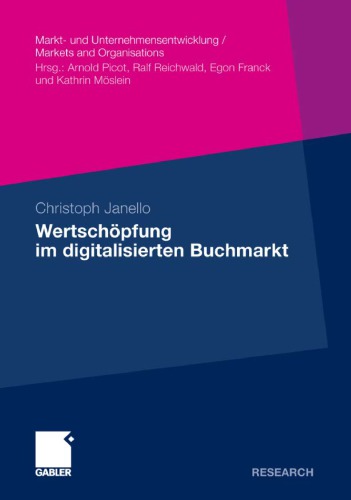 Markt- und Unternehmensentwicklung /
Markets and Organisations
Hrsg.: Arnold Picot, Ralf Reichwald, Egon Franck
und Kathrin Möslein
Christoph Janello
Wertschöpfung
im digitalisierten Buchmarkt
GABLER
RESEARCH